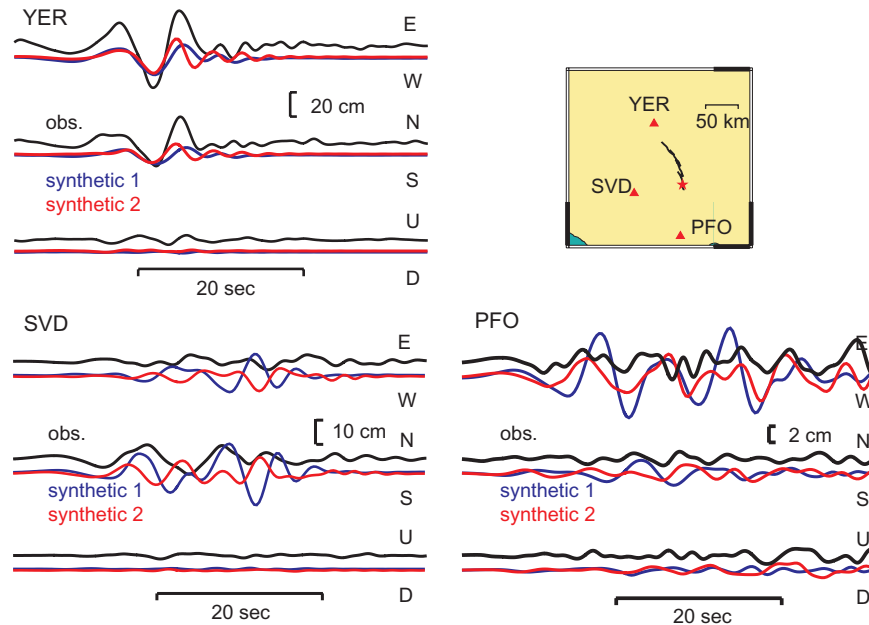 YER
E
W
20 cm
obs.
N
synthetic 1
synthetic 2
S
U
D
20 sec
YER
50 km
SVD
PFO
SVD
E
W
10 cm
obs.
N
synthetic 1
synthetic 2
S
U
D
20 sec
PFO
E
W
2 cm
obs.
N
synthetic 1
synthetic 2
S
U
D
20 sec